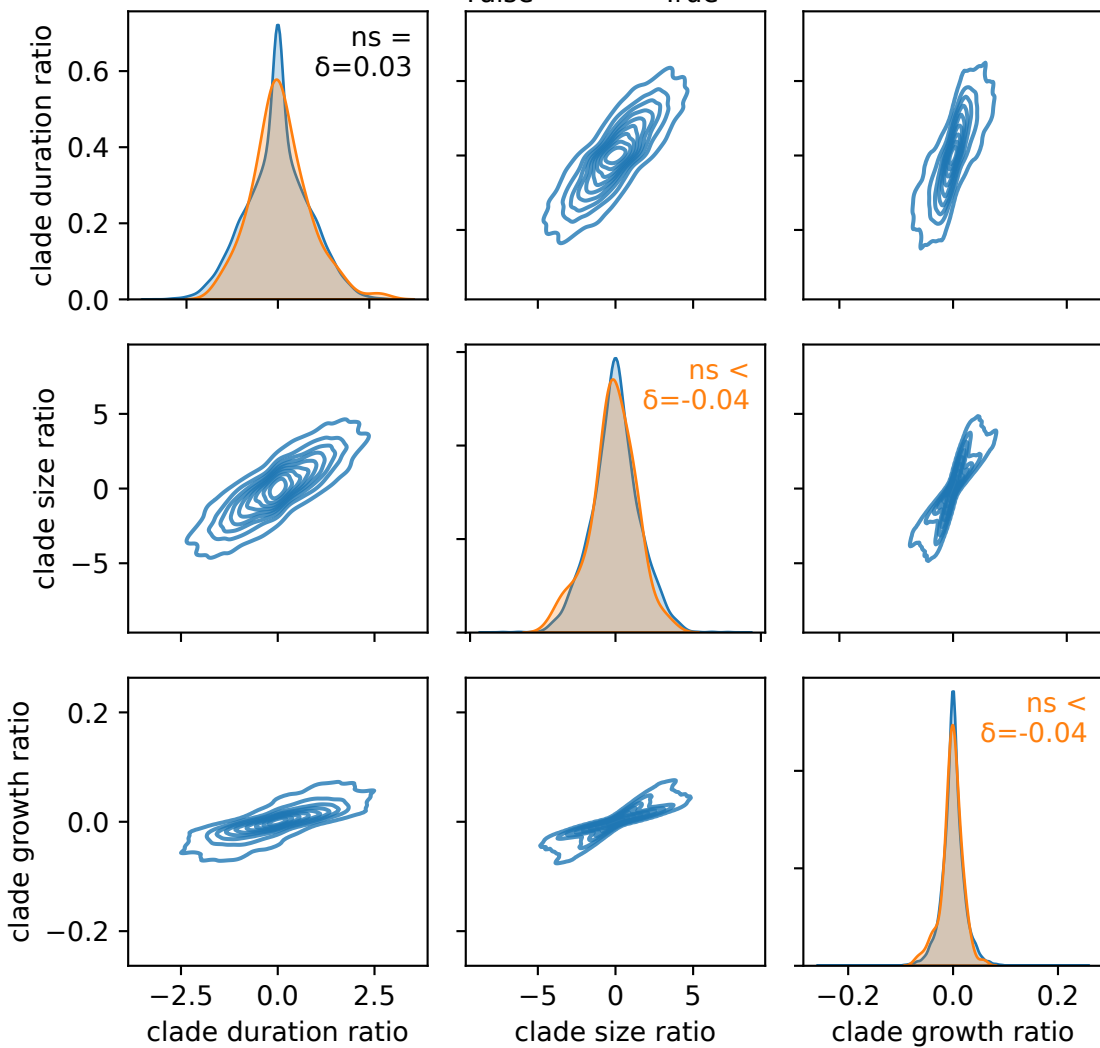 clade duration ratio
0.6
0.4
0.2
0.0
ns =
δ=0.03
clade size ratio
5
0
−5
ns <
δ=-0.04
clade growth ratio
0.2
0.0
−0.2
ns <
δ=-0.04
−2.5 0.0 2.5
−5 0 5
−0.2 0.0 0.2
clade duration ratio
clade size ratio
clade growth ratio